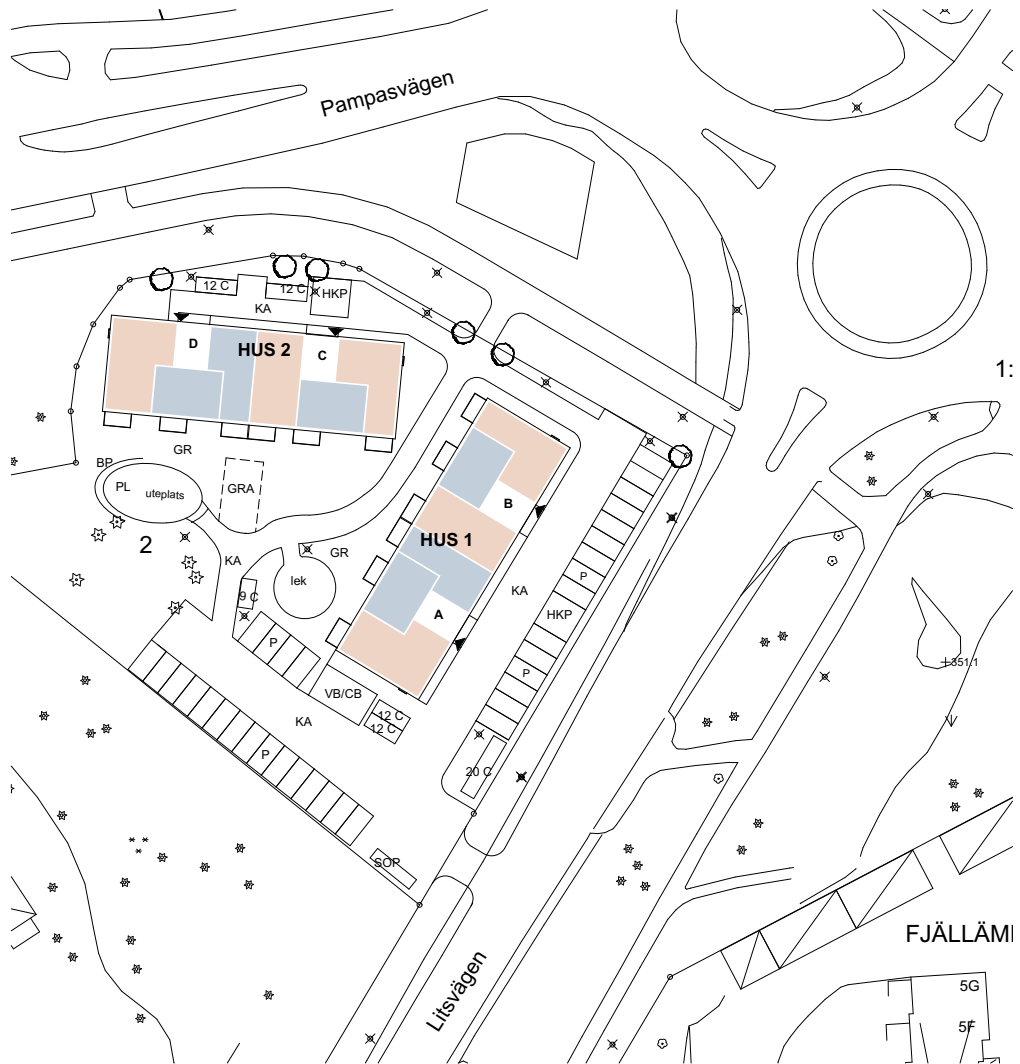 Pampasvägen
12 C
12 C
HKP
KA
D
HUS 2
C
1:
GR
BP
PL
uteplats
GRA
B
2
HUS 1
KA
GR
lek
KA
P
9 C
HKP
A
P
P
VB/CB
+351.1
12 C
12 C
KA
P
20 C
SOP
Litsvägen
FJÄLLÄM
5G
5F